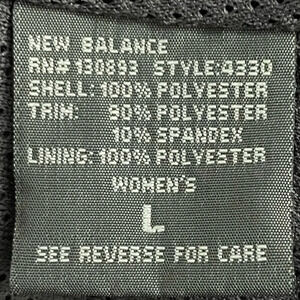 NEW BALANCE
RN# 130893 STYLE:4330
SHELL: 100% POLYESTER
TRIM: 90% POLYESTER
10% SPANDEX
LINING: 100% POLYESTER
WOMEN'S
L
SEE REVERSE FOR CARE